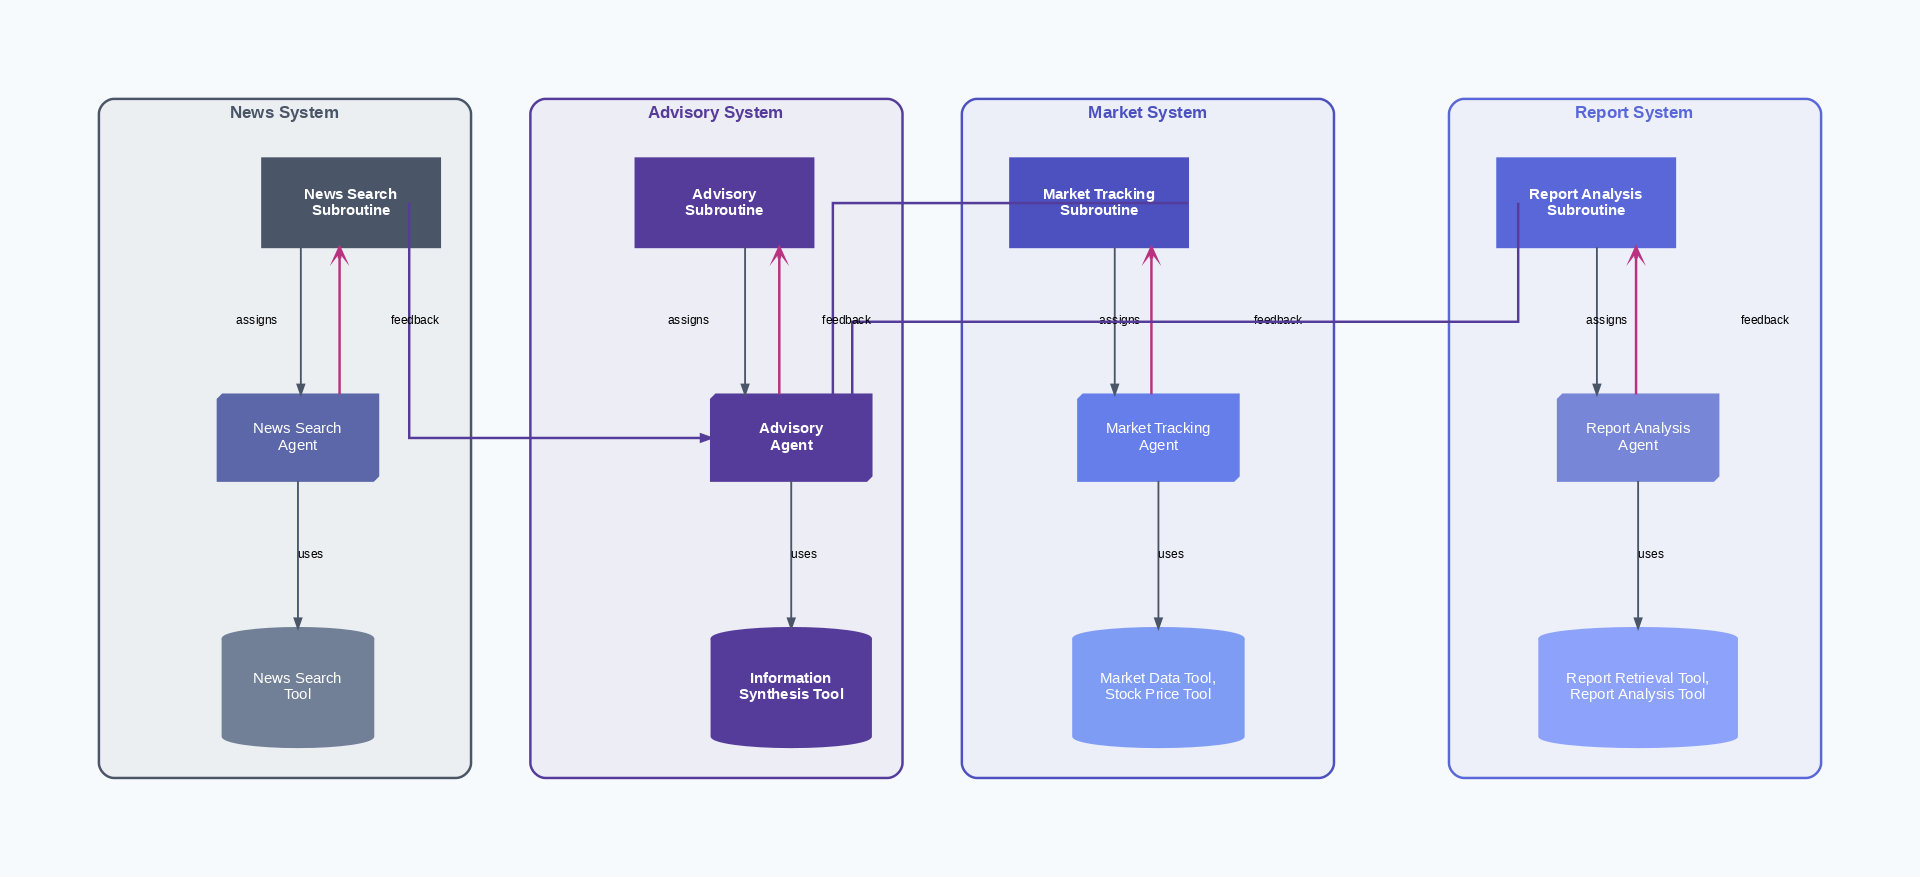 News System
Advisory System
Market System
Report System
News Search
Subroutine
Advisory
Subroutine
Market Tracking
Subroutine
Report Analysis
Subroutine
assigns
feedback
assigns
feedback
assigns
feedback
assigns
feedback
News Search
Agent
Advisory
Agent
Market Tracking
Agent
Report Analysis
Agent
uses
uses
uses
uses
News Search
Tool
Information
Synthesis Tool
Market Data Tool,
Stock Price Tool
Report Retrieval Tool,
Report Analysis Tool